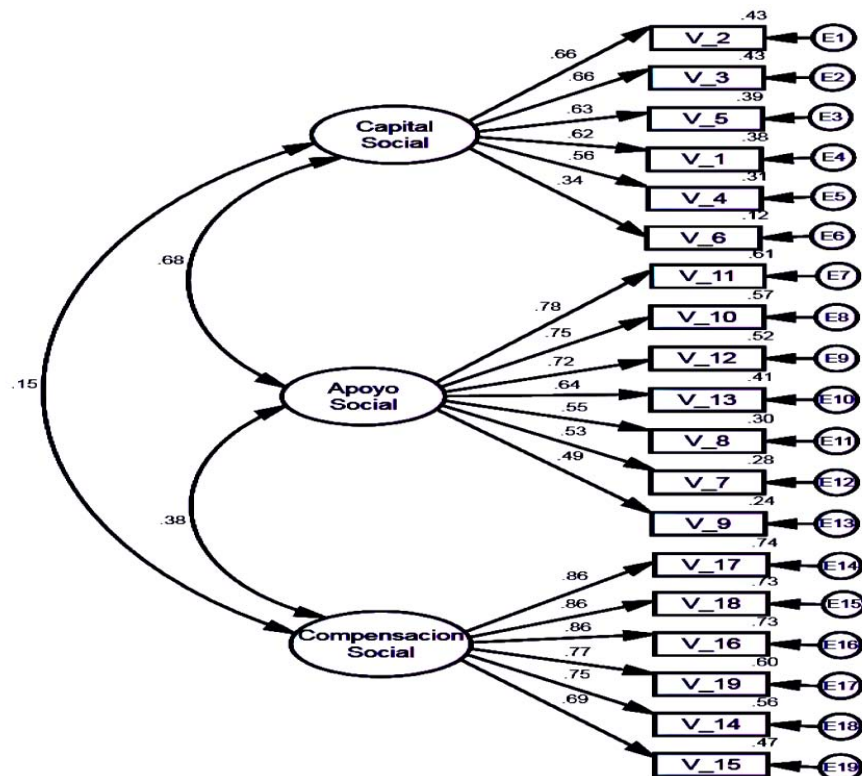 .43
V_2
E1
.66
.43
V_3
E2
.66
.39
V_5
E3
.63
Capital
Social
.38
V_1
E4
.62
.31
V_4
E5
.56
.12
V_6
E6
.34
.61
V_11
E7
.78
.68
.57
V_10
E8
.75
.52
V_12
E9
.72
.15
Apoyo
Social
.41
V_13
E10
.64
.30
V_8
E11
.55
.28
V_7
E12
.53
.24
V_9
E13
.49
.38
.74
V_17
E14
.86
.73
V_18
E15
.86
.73
V_16
E16
.86
Compensacion
Social
.60
V_19
E17
.77
.56
V_14
E18
.75
.47
V_15
E19
.69